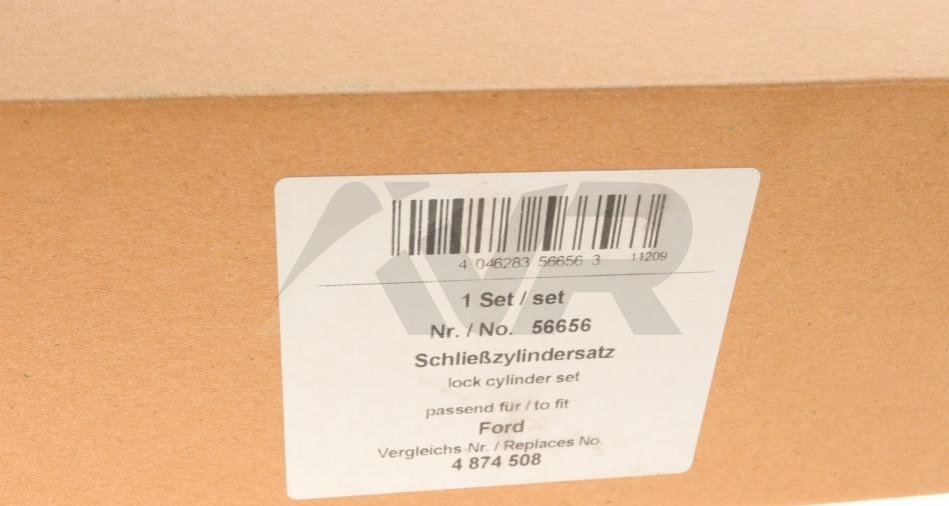 AVR
4 046283 56656 3 11209
1 Set / set
Nr. / No. 56656
Schließzylindersatz
lock cylinder set
passend für / to fit
Ford
Vergleichs-Nr. / Replaces No.
4 874 508